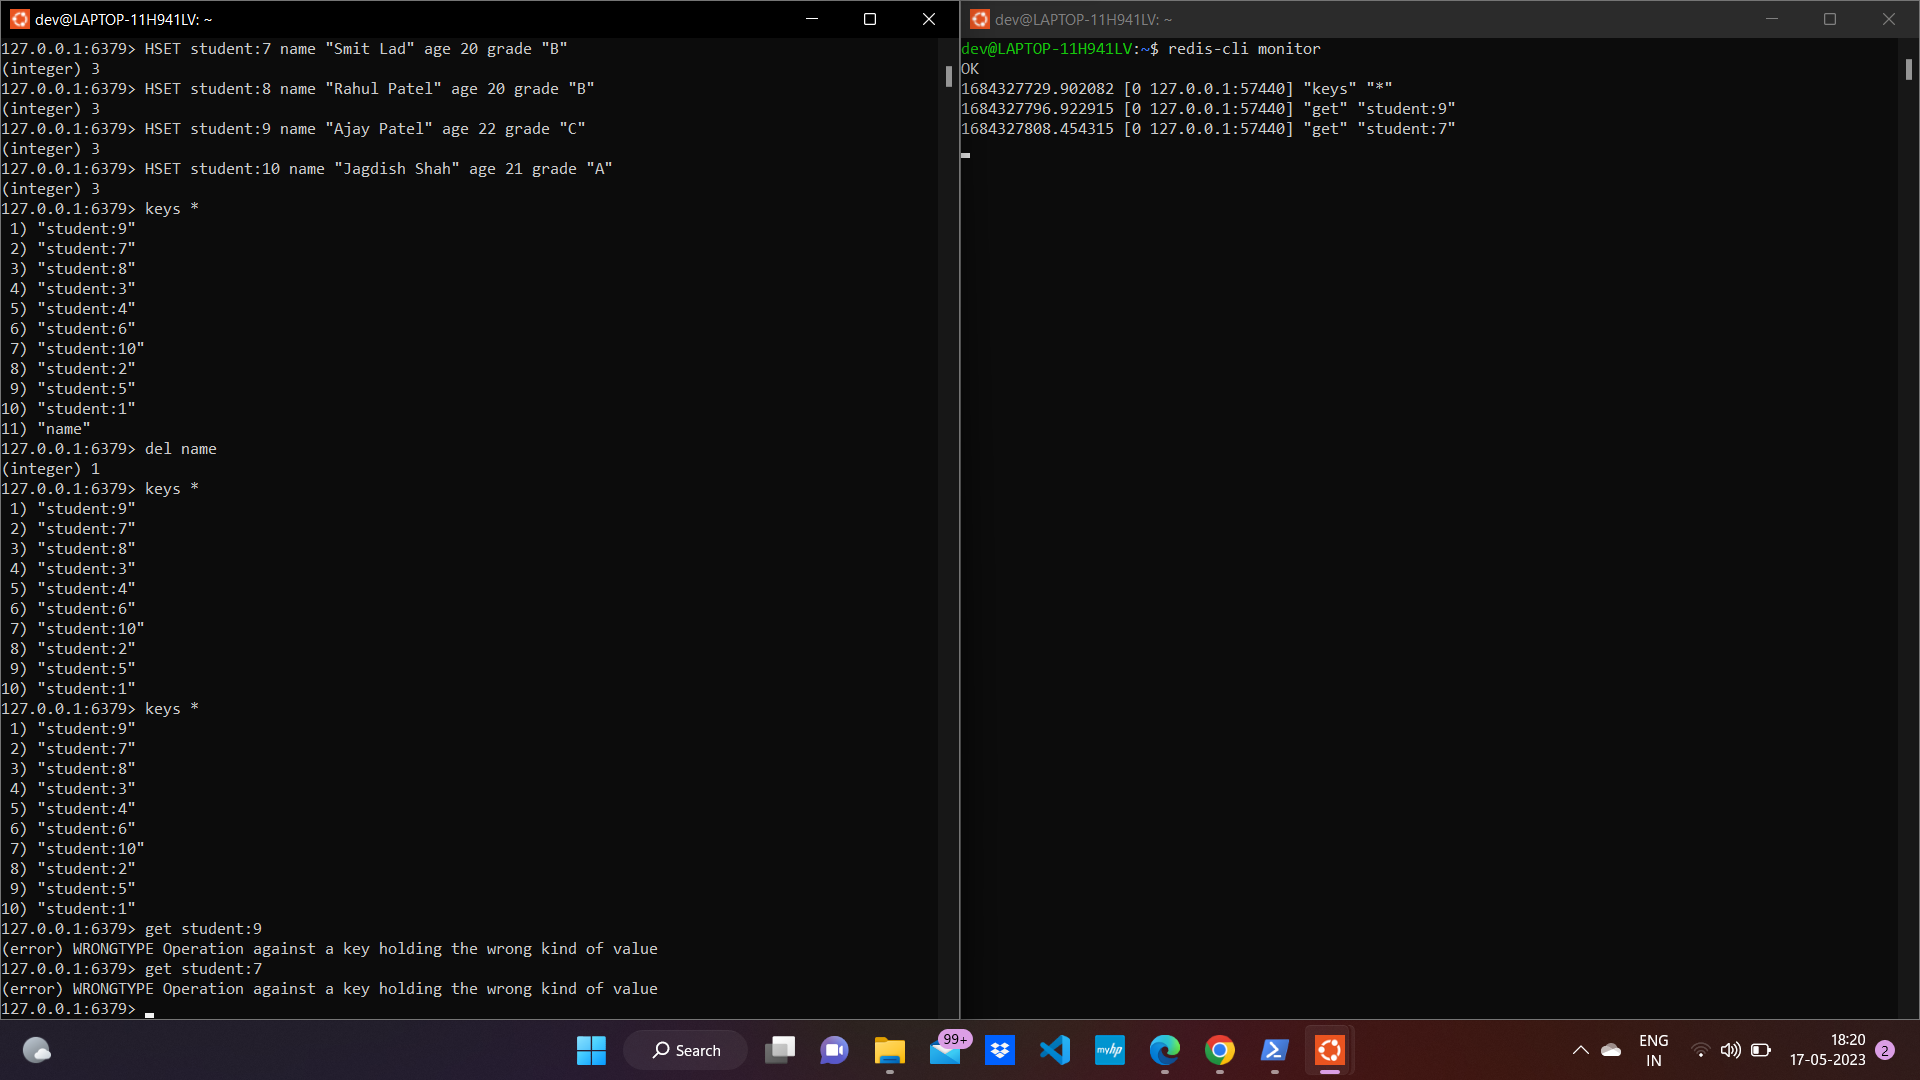 dev@LAPTOP-11H941LV: ~
127.0.0.1:6379> HSET student:7 name "Smit Lad" age 20 grade "B"
(integer) 3
127.0.0.1:6379> HSET student:8 name "Rahul Patel" age 20 grade "B"
(integer) 3
127.0.0.1:6379> HSET student:9 name "Ajay Patel" age 22 grade "C"
(integer) 3
127.0.0.1:6379> HSET student:10 name "Jagdish Shah" age 21 grade "A"
(integer) 3
127.0.0.1:6379> keys *
1) "student:9"
2) "student:7"
3) "student:8"
4) "student:3"
5) "student:4"
6) "student:6"
7) "student:10"
8) "student:2"
9) "student:5"
10) "student:1"
11) "name"
127.0.0.1:6379> del name
(integer) 1
127.0.0.1:6379> keys *
1) "student:9"
2) "student:7"
3) "student:8"
4) "student:3"
5) "student:4"
6) "student:6"
7) "student:10"
8) "student:2"
9) "student:5"
10) "student:1"
127.0.0.1:6379> keys *
1) "student:9"
2) "student:7"
3) "student:8"
4) "student:3"
5) "student:4"
6) "student:6"
7) "student:10"
8) "student:2"
9) "student:5"
10) "student:1"
127.0.0.1:6379> get student:9
(error) WRONGTYPE Operation against a key holding the wrong kind of value
127.0.0.1:6379> get student:7
(error) WRONGTYPE Operation against a key holding the wrong kind of value
127.0.0.1:6379>
dev@LAPTOP-11H941LV: ~
dev@LAPTOP-11H941LV:~$ redis-cli monitor
OK
1684327729.902082 [0 127.0.0.1:57440] "keys" "*"
1684327796.922915 [0 127.0.0.1:57440] "get" "student:9"
1684327808.454315 [0 127.0.0.1:57440] "get" "student:7"
Search
99+
myhp
ENG
IN
18:20
17-05-2023
2